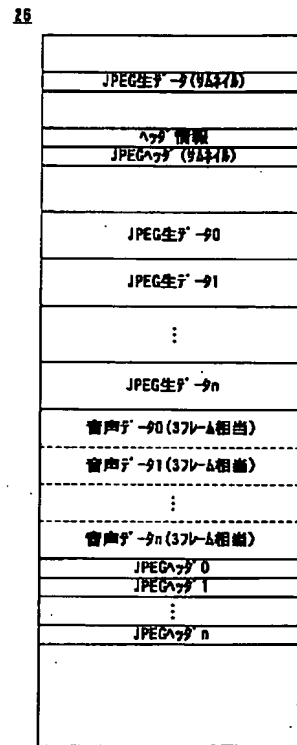 26
JPEG生データ(サムネイル)
ヘッダ情報
JPEGヘッダ(サムネイル)
JPEG生データ0
JPEG生データ1
⋮
JPEG生データn
音声データ0(3フレーム相当)
音声データ1(3フレーム相当)
⋮
音声データn(3フレーム相当)
JPEGヘッダ0
JPEGヘッダ1
⋮
JPEGヘッダn